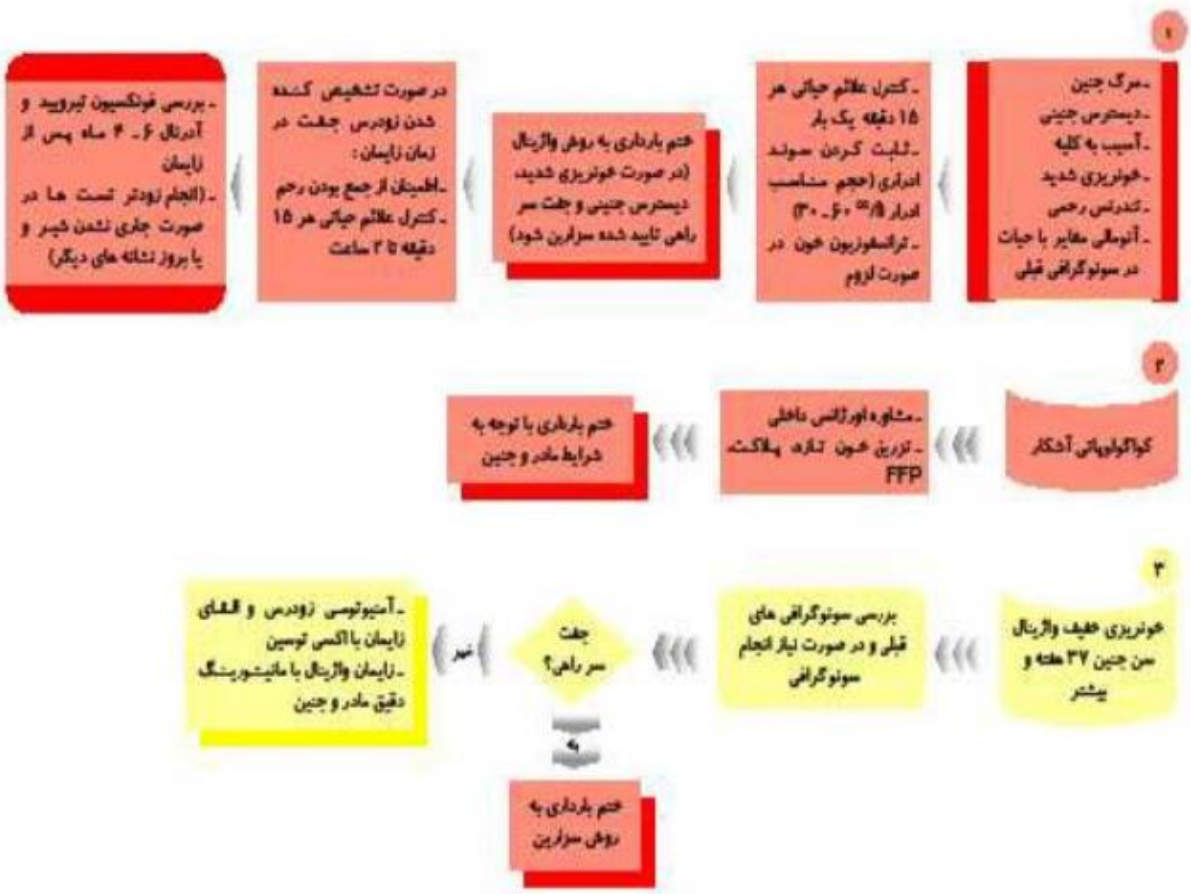 ۱
ـ مرگ جنین
ـ دیسترس جنینی
ـ آسیب به کلیه
ـ خونریزی شدید
ـ تندرنس رحمی
ـ آنومالی مغایر با حیات
در سونوگرافی قبلی
ـ کنترل علائم حیاتی هر
۱۵ دقیقه یک بار
ـ ثابت کردن سوند
ادراری (حجم مناسب
ادرار
ـ ترانسفوزیون خون در
صورت لزوم
ختم بارداری به روش واژینال
(در صورت خونریزی شدید،
دیسترس جنینی و جفت سر
راهی تایید شده سزارین شود)
در صورت تشخیص کنده
شدن زودرس جفت در
زمان زایمان :
ـ اطمینان از جمع بودن رحم
ـ کنترل علائم حیاتی هر ۱۵
دقیقه تا ۲ ساعت
ـ بررسی فونکسیون تیرویید و
آدرنال ۶ ـ ۴ ماه پس از
زایمان
ـ (انجام زودتر تست ها در
صورت جاری نشدن شیر و
یا بروز نشانه های دیگر)
۲
کواگولوپاتی آشکار
ـ مشاوره اورژانس داخلی
ـ تزریق خون تازه، پلاکت،
FFP
ختم بارداری با توجه به
شرایط مادر و جنین
۳
خونریزی خفیف واژینال
سن جنین ۳۷ هفته و
بیشتر
بررسی سونوگرافی های
قبلی و در صورت نیاز انجام
سونوگرافی
جفت
سر راهی؟
خیر
ـ آمنیوتومی زودرس و القای
زایمان با اکسی توسین
ـ زایمان واژینال با مانیتورینگ
دقیق مادر و جنین
بله
ختم بارداری به
روش سزارین